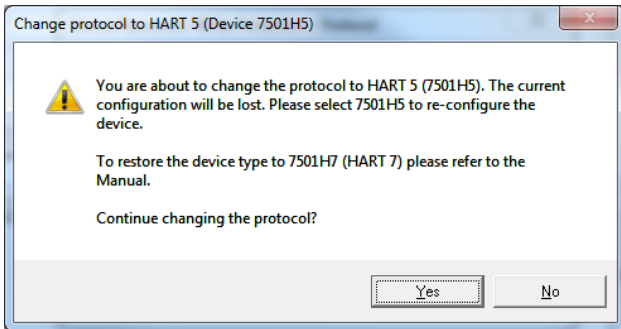 Change protocol to HART 5 (Device 7501H5)
You are about to change the protocol to HART 5 (7501H5). The current
configuration will be lost. Please select 7501H5 to re-configure the
device.
To restore the device type to 7501H7 (HART 7) please refer to the
Manual.
Continue changing the protocol?
Yes
No